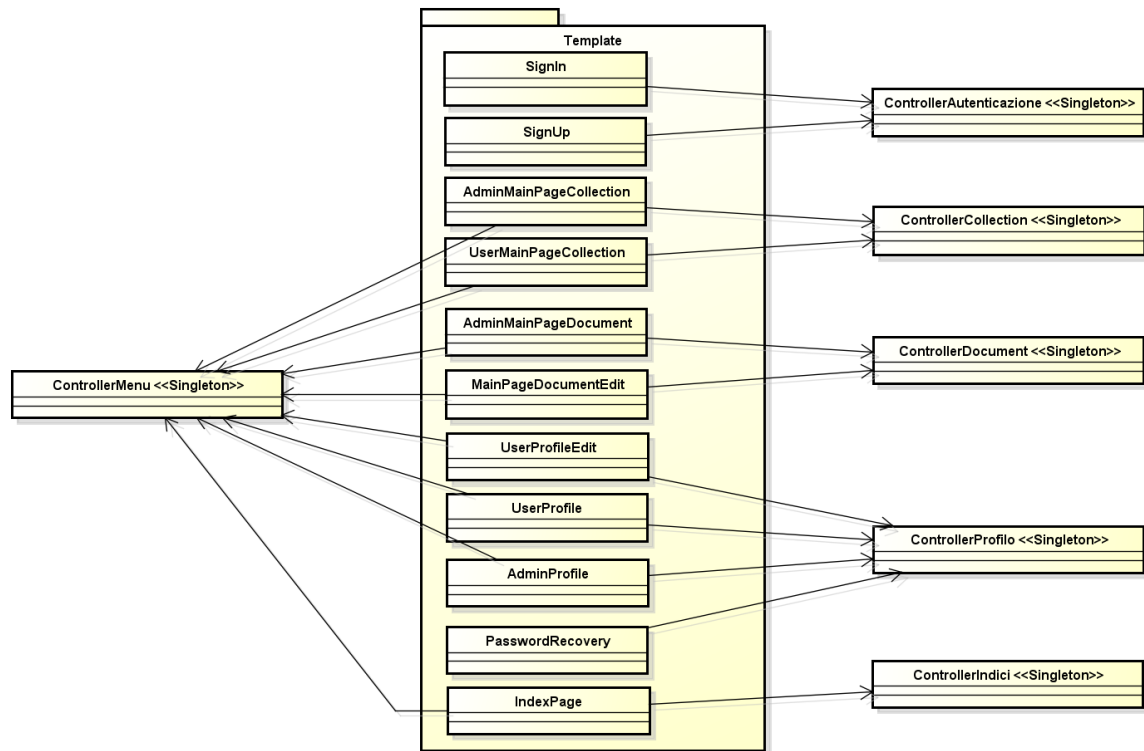 Template
SignIn
ControllerAutenticazione <<Singleton>>
SignUp
AdminMainPageCollection
ControllerCollection <<Singleton>>
UserMainPageCollection
AdminMainPageDocument
ControllerDocument <<Singleton>>
ControllerMenu <<Singleton>>
MainPageDocumentEdit
UserProfileEdit
UserProfile
ControllerProfilo <<Singleton>>
AdminProfile
PasswordRecovery
ControllerIndici <<Singleton>>
IndexPage